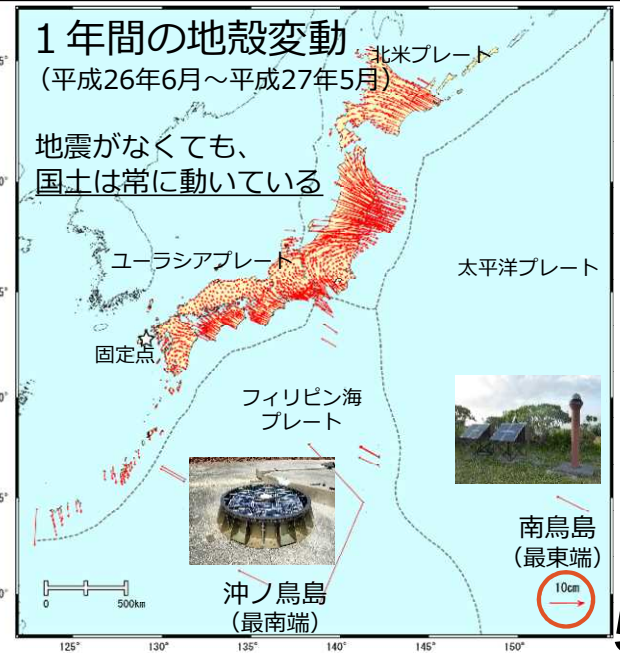 １年間の地殻変動
（平成26年6月～平成27年5月）
北米プレート
地震がなくても、
国土は常に動いている
ユーラシアプレート
太平洋プレート
固定点
フィリピン海
プレート
南鳥島
（最東端）
沖ノ鳥島
（最南端）
10cm
0 500km
125° 130° 135° 140° 145° 150°